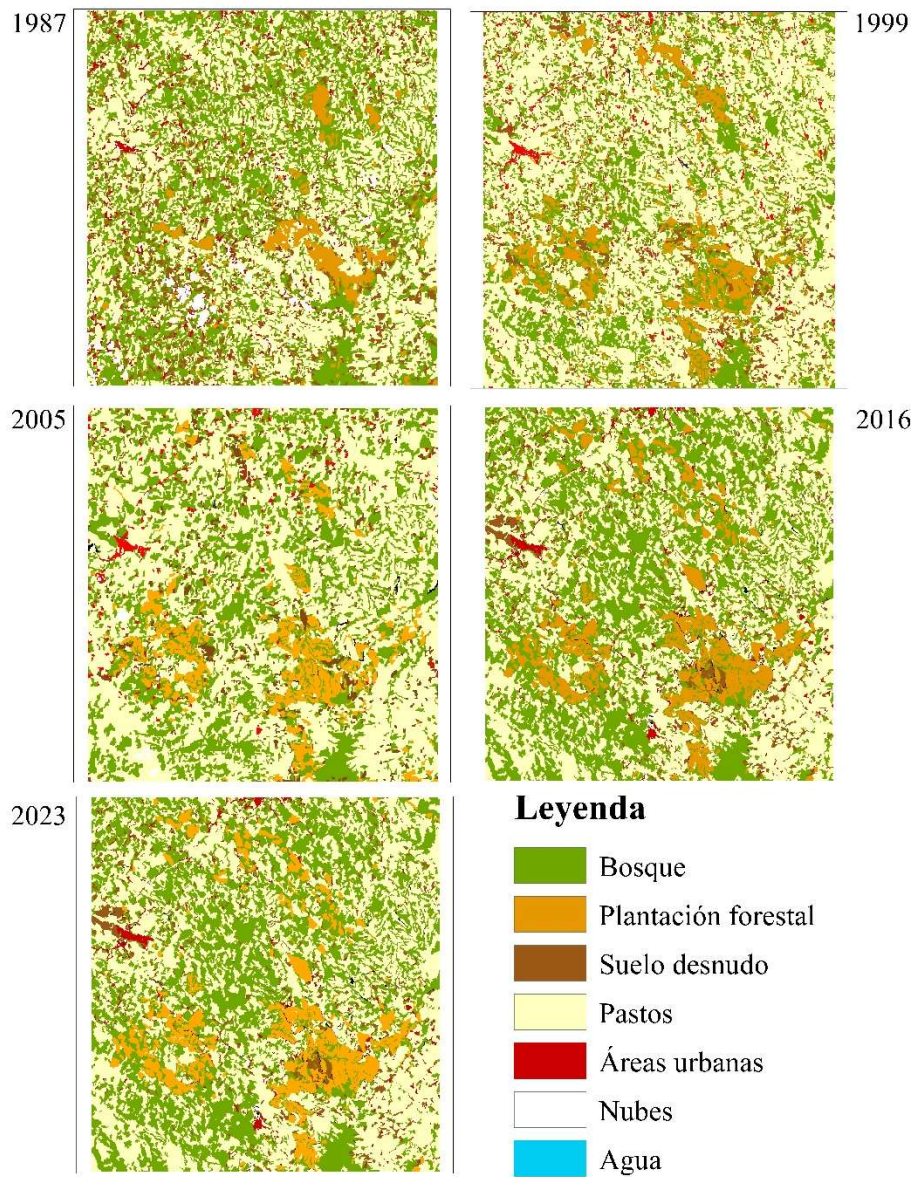 1987
1999
2005
2016
2023
Leyenda
Bosque
Plantación forestal
Suelo desnudo
Pastos
Áreas urbanas
Nubes
Agua